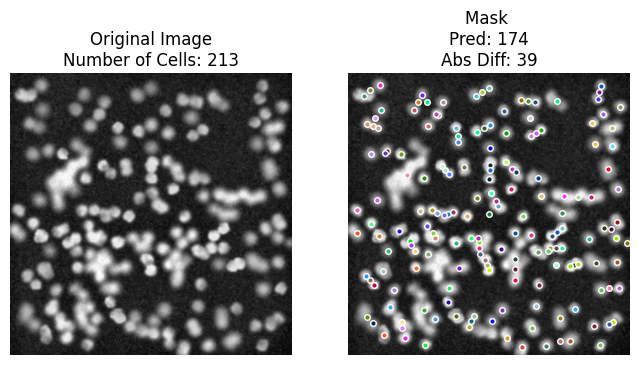 Original Image
Number of Cells: 213
Mask
Pred: 174
Abs Diff: 39